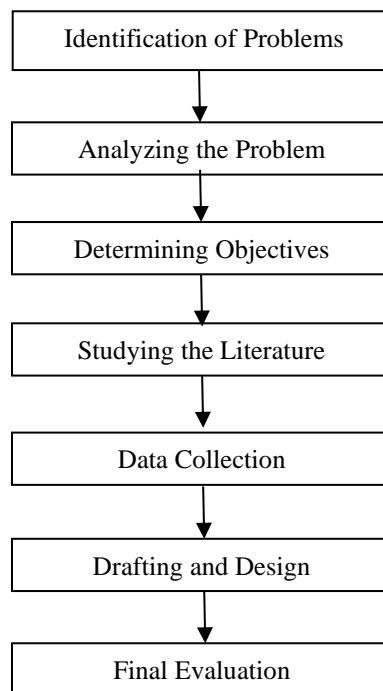 Identification of Problems
Analyzing the Problem
Determining Objectives
Studying the Literature
Data Collection
Drafting and Design
Final Evaluation